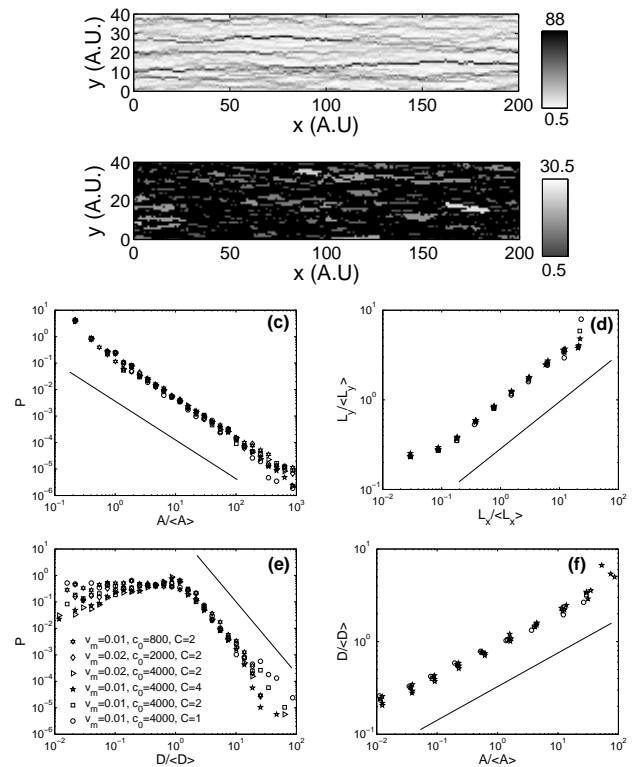 40
30
20
10
0
y (A.U.)
0 50 100 150 200
x (A.U)
88
0.5
40
20
0
y (A.U.)
0 50 100 150 200
x (A.U)
30.5
0.5
(c)
10^1
10^0
10^-1
10^-2
10^-3
10^-4
10^-5
10^-6
P
10^-1 10^0 10^1 10^2 10^3
A/<A>
(d)
10^1
10^0
10^-1
L_y/<L_y>
10^-2 10^-1 10^0 10^1 10^2
L_x/<L_x>
(e)
10^1
10^0
10^-1
10^-2
10^-3
10^-4
10^-5
10^-6
P
v_m=0.01, c_0=800, C=2
v_m=0.02, c_0=2000, C=2
v_m=0.02, c_0=4000, C=2
v_m=0.01, c_0=4000, C=4
v_m=0.01, c_0=4000, C=2
v_m=0.01, c_0=4000, C=1
10^-2 10^-1 10^0 10^1 10^2
D/<D>
(f)
10^1
10^0
10^-1
D/<D>
10^-2 10^-1 10^0 10^1 10^2
A/<A>